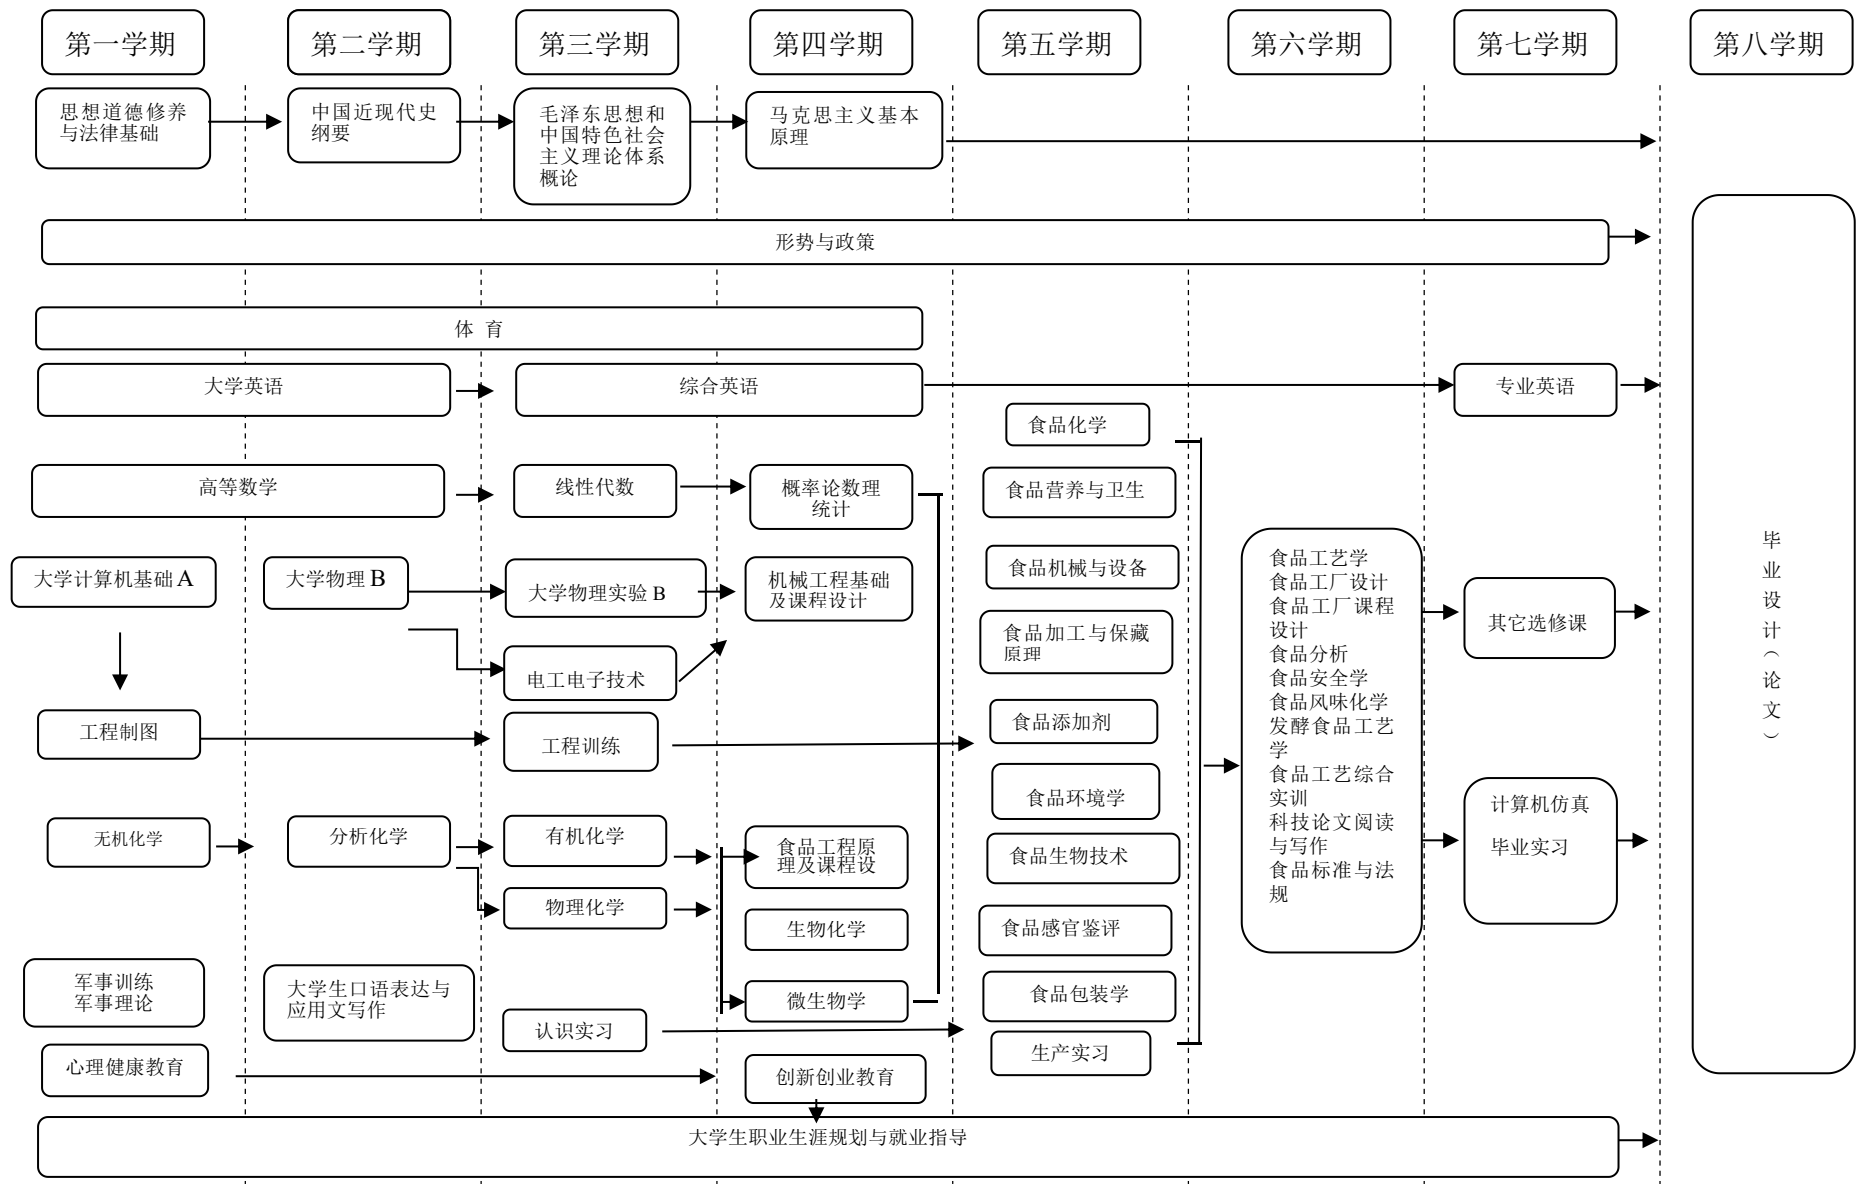 第一学期
第二学期
第三学期
第四学期
第五学期
第六学期
第七学期
第八学期
思想道德修养
与法律基础
中国近现代史
纲要
毛泽东思想和
中国特色社会
主义理论体系
概论
马克思主义基本
原理
形势与政策
体 育
大学英语
综合英语
专业英语
高等数学
线性代数
概率论数理
统计
大学计算机基础 A
大学物理 B
大学物理实验 B
机械工程基础
及课程设计
电工电子技术
工程制图
工程训练
无机化学
分析化学
有机化学
物理化学
食品工程原
理及课程设
生物化学
微生物学
军事训练
军事理论
大学生口语表达与
应用文写作
认识实习
心理健康教育
创新创业教育
食品化学
食品营养与卫生
食品机械与设备
食品加工与保藏
原理
食品添加剂
食品环境学
食品生物技术
食品感官鉴评
食品包装学
生产实习
食品工艺学
食品工厂设计
食品工厂课程
设计
食品分析
食品安全学
食品风味化学
发酵食品工艺
学
食品工艺综合
实训
科技论文阅读
与写作
食品标准与法
规
其它选修课
计算机仿真
毕业实习
毕业设计（论文）
大学生职业生涯规划与就业指导